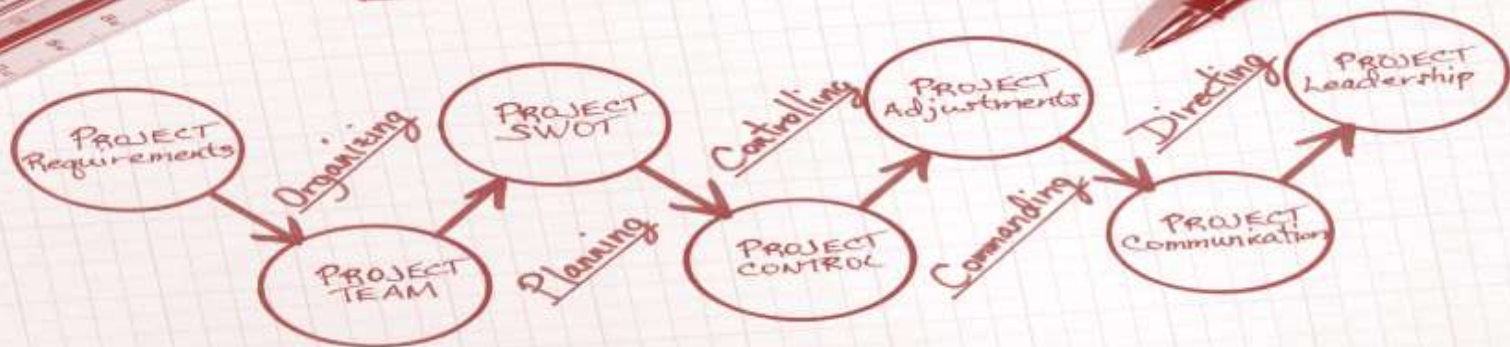 PROJECT
Requirements
Organizing
PROJECT
TEAM
PROJECT
SWOT
Planning
Controlling
PROJECT
CONTROL
PROJECT
Adjustments
Commanding
Directing
PROJECT
Communication
PROJECT
Leadership